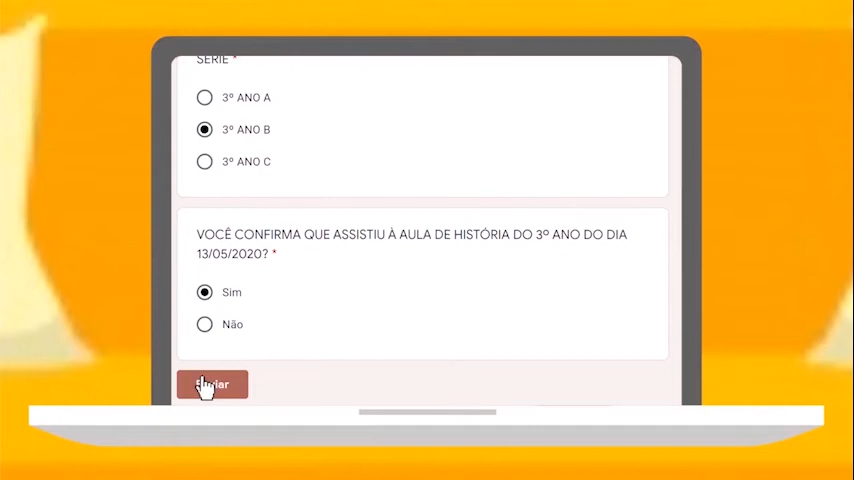 SÉRIE *
3º ANO A
3º ANO B
3º ANO C
VOCÊ CONFIRMA QUE ASSISTIU À AULA DE HISTÓRIA DO 3º ANO DO DIA
13/05/2020? *
Sim
Não
Enviar